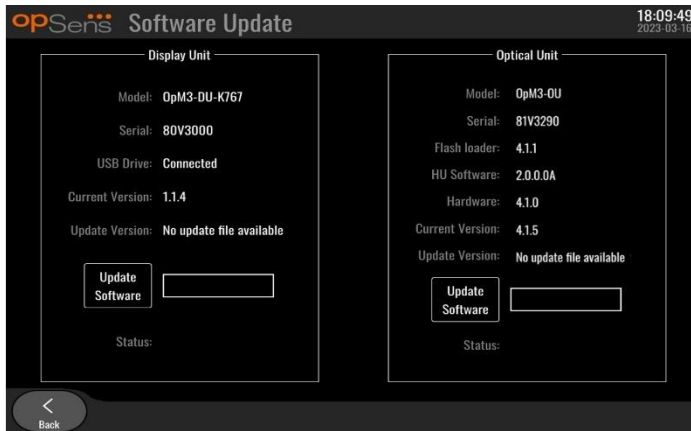 opSens Software Update
18:09:49
2023-03-16
Display Unit
Model: OpM3-DU-K767
Serial: 80V3000
USB Drive: Connected
Current Version: 1.1.4
Update Version: No update file available
Update
Software
Status:
Optical Unit
Model: OpM3-OU
Serial: 81V3290
Flash loader: 4.1.1
HU Software: 2.0.0.0A
Hardware: 4.1.0
Current Version: 4.1.5
Update Version: No update file available
Update
Software
Status:
Back